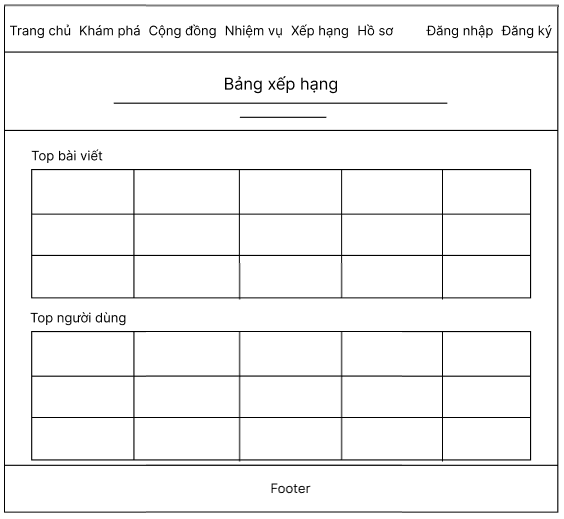 Trang chủ Khám phá Cộng đồng Nhiệm vụ Xếp hạng Hồ sơ Đăng nhập Đăng ký
Bảng xếp hạng
Top bài viết
Top người dùng
Footer